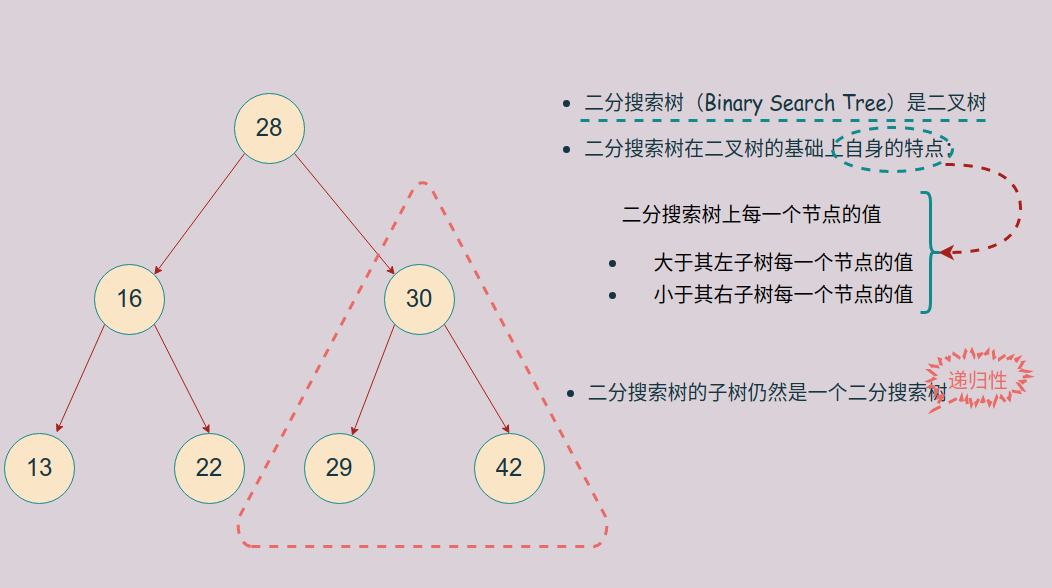 28
二分搜索树（Binary Search Tree）是二叉树
二分搜索树在二叉树的基础上自身的特点:
二分搜索树上每一个节点的值
大于其左子树每一个节点的值
小于其右子树每一个节点的值
16
30
二分搜索树的子树仍然是一个二分搜索树
递归性
13
22
29
42